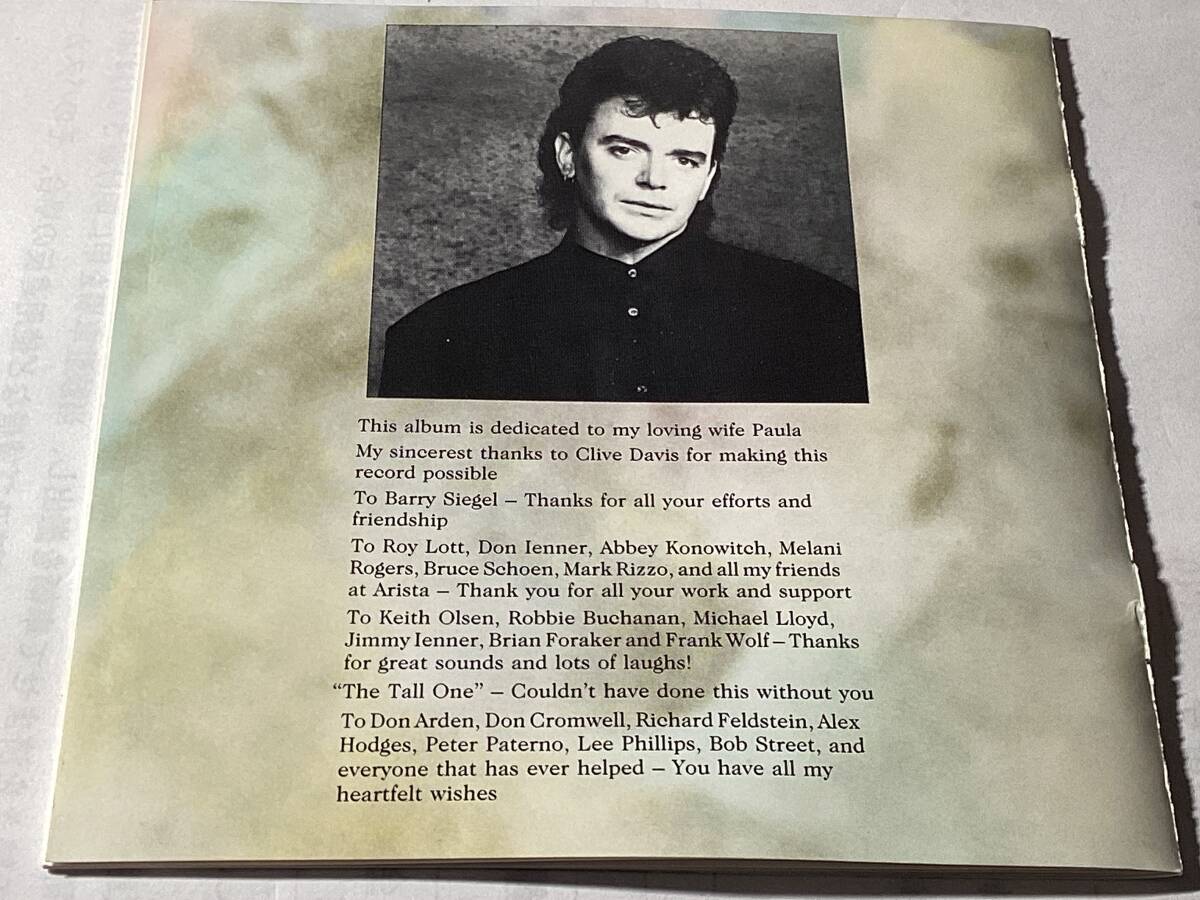 This album is dedicated to my loving wife Paula
My sincerest thanks to Clive Davis for making this
record possible
To Barry Siegel – Thanks for all your efforts and
friendship
To Roy Lott, Don Ienner, Abbey Konowitch, Melani
Rogers, Bruce Schoen, Mark Rizzo, and all my friends
at Arista – Thank you for all your work and support
To Keith Olsen, Robbie Buchanan, Michael Lloyd,
Jimmy Ienner, Brian Foraker and Frank Wolf – Thanks
for great sounds and lots of laughs!
“The Tall One” – Couldn’t have done this without you
To Don Arden, Don Cromwell, Richard Feldstein, Alex
Hodges, Peter Paterno, Lee Phillips, Bob Street, and
everyone that has ever helped – You have all my
heartfelt wishes